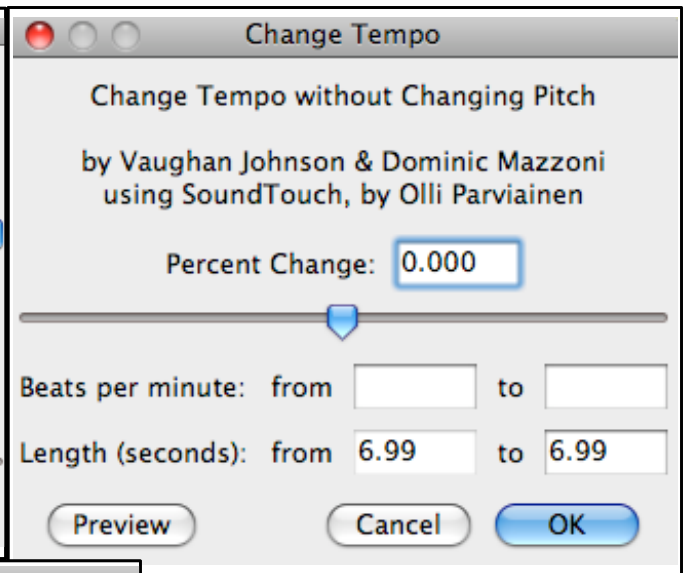 Change Tempo
Change Tempo without Changing Pitch
by Vaughan Johnson & Dominic Mazzoni
using SoundTouch, by Olli Parviainen
Percent Change: 0.000
Beats per minute: from to
Length (seconds): from 6.99 to 6.99
Preview Cancel OK